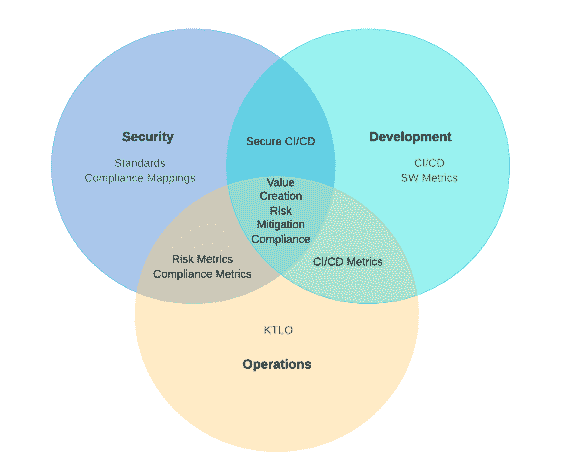 Security
Standards
Compliance Mappings
Secure CI/CD
Development
CI/CD
SW Metrics
Value
Creation
Risk
Mitigation
Compliance
Risk Metrics
Compliance Metrics
CI/CD Metrics
KTLO
Operations